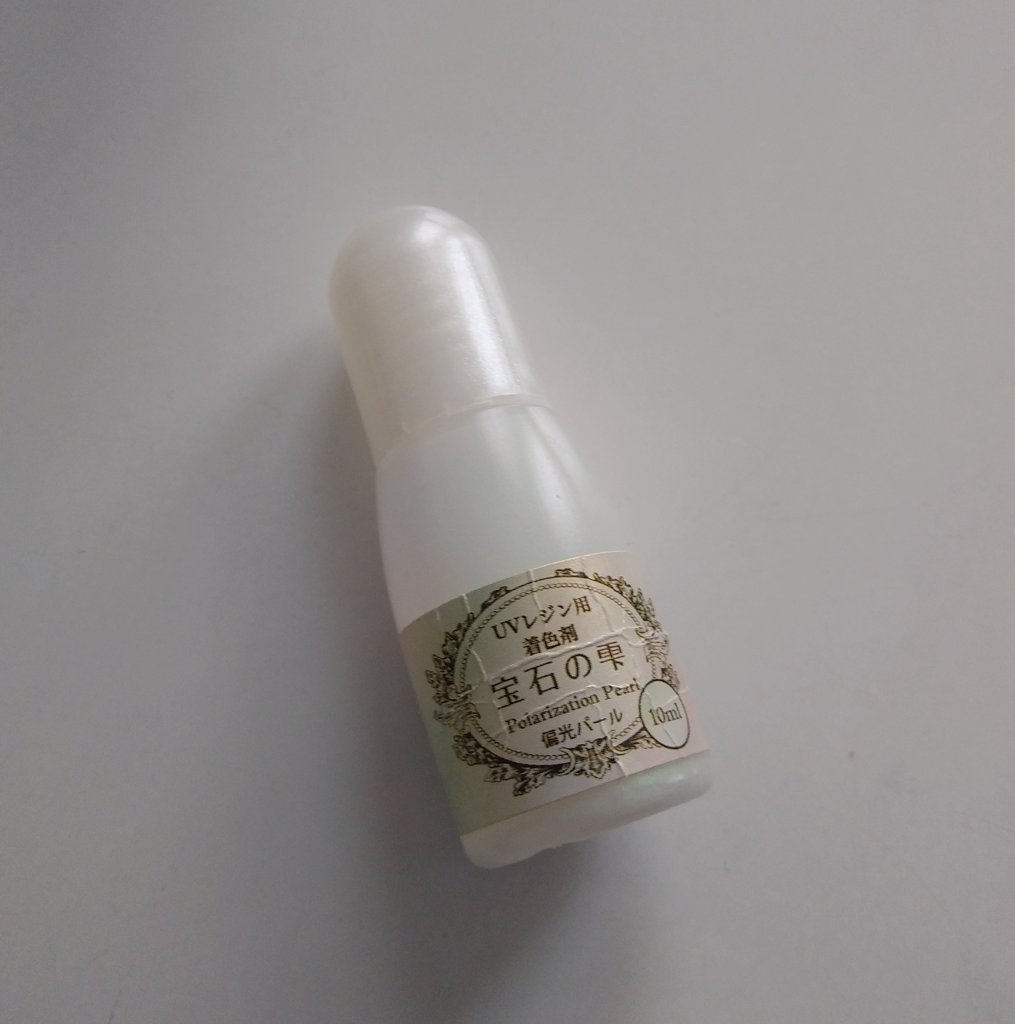 UVレジン用
着色剤
宝石の雫
Polarization Pearl
偏光パール
10ml